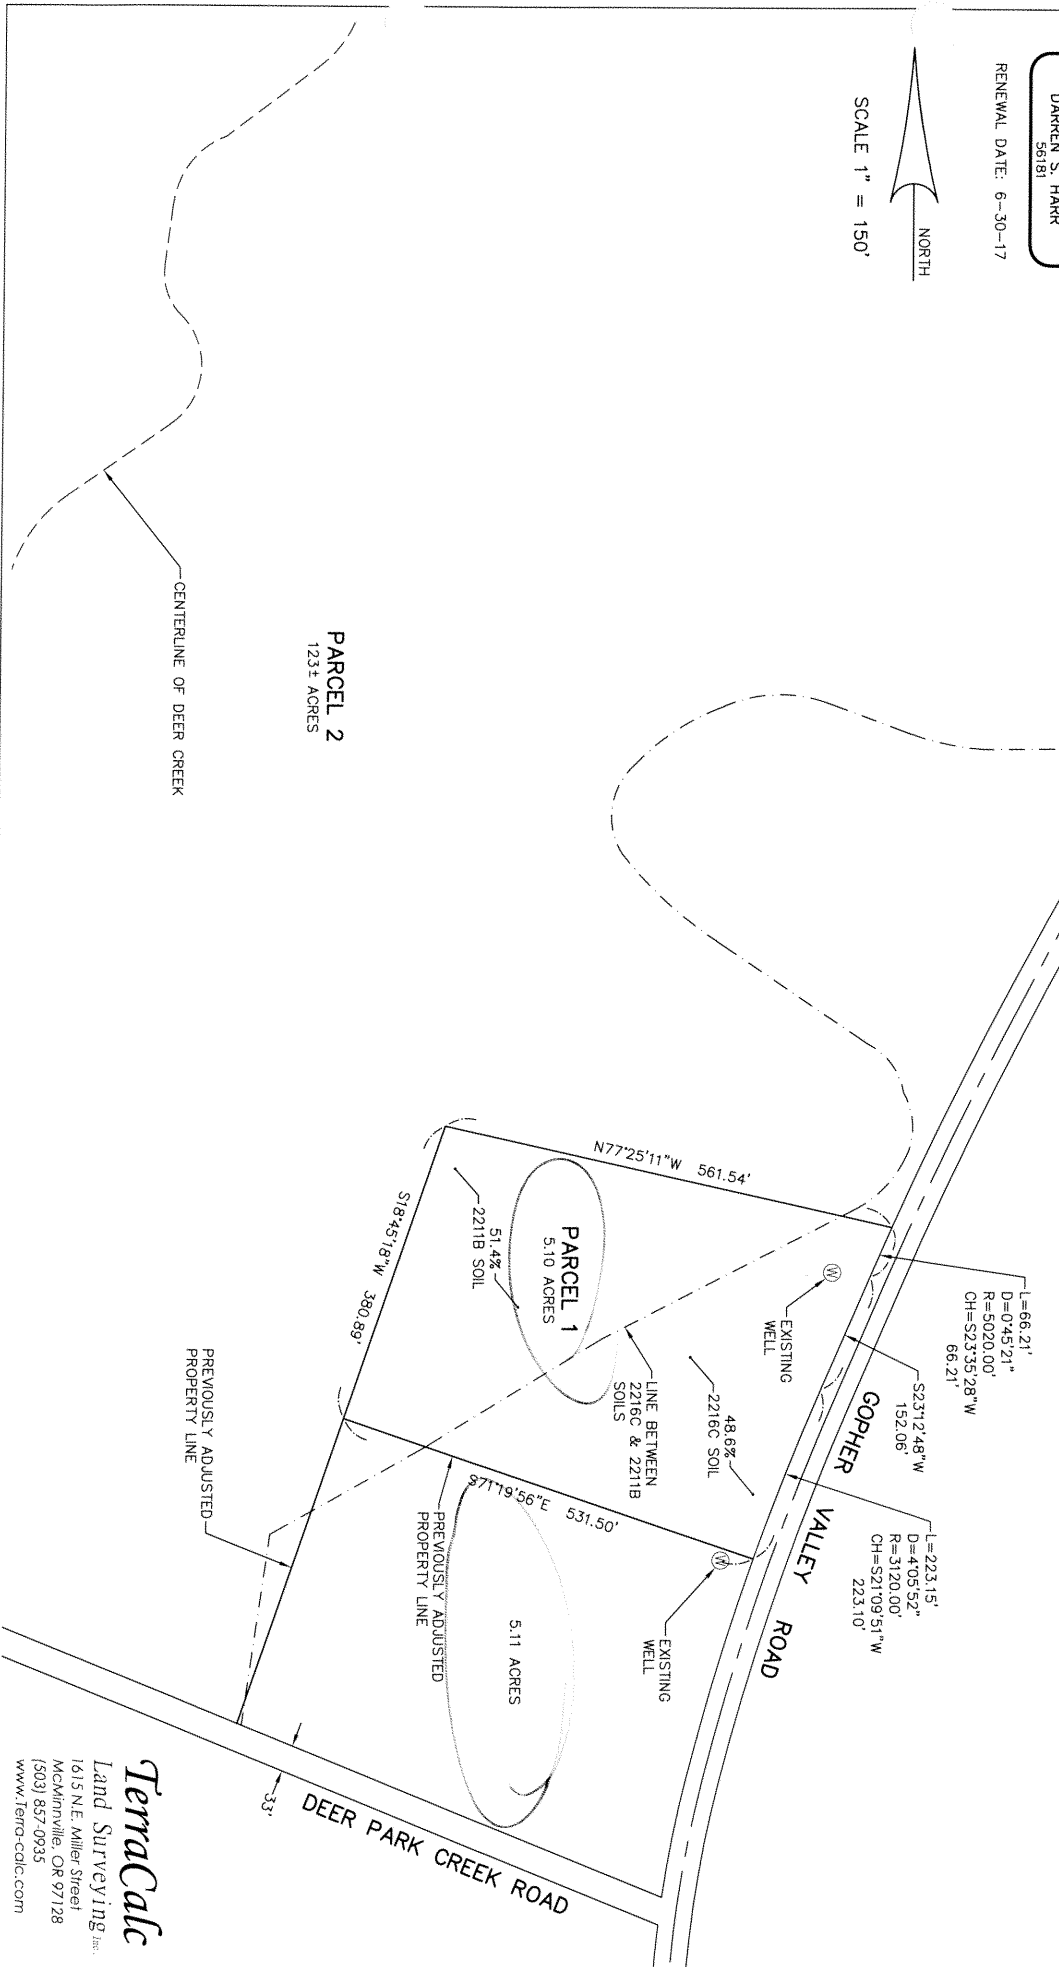 DARREN S. HARR
56181
RENEWAL DATE: 6-30-17
NORTH
SCALE 1" = 150'
L=66.21'
D=0°45'21"
R=5020.00'
CH=S23°35'28"W
66.21'
S23°12'48"W
152.06'
L=223.15'
D=4°05'52"
R=3120.00'
CH=S21°09'51"W
223.10'
GOPHER VALLEY ROAD
EXISTING
WELL
W
48.6%
2216C SOIL
EXISTING
WELL
W
N77°25'11"W 561.54'
LINE BETWEEN
2216C & 2211B
SOILS
PARCEL 1
5.10 ACRES
51.4%
2211B SOIL
S71°19'56"E 531.50'
5.11 ACRES
PREVIOUSLY ADJUSTED
PROPERTY LINE
S18°45'18"W 380.89'
PREVIOUSLY ADJUSTED
PROPERTY LINE
PARCEL 2
123± ACRES
CENTERLINE OF DEER CREEK
33'
DEER PARK CREEK ROAD
TerraCalc
Land Surveying Inc.
1615 N.E. Miller Street
McMinnville, OR 97128
(503) 857-0935
www.Terra-calc.com